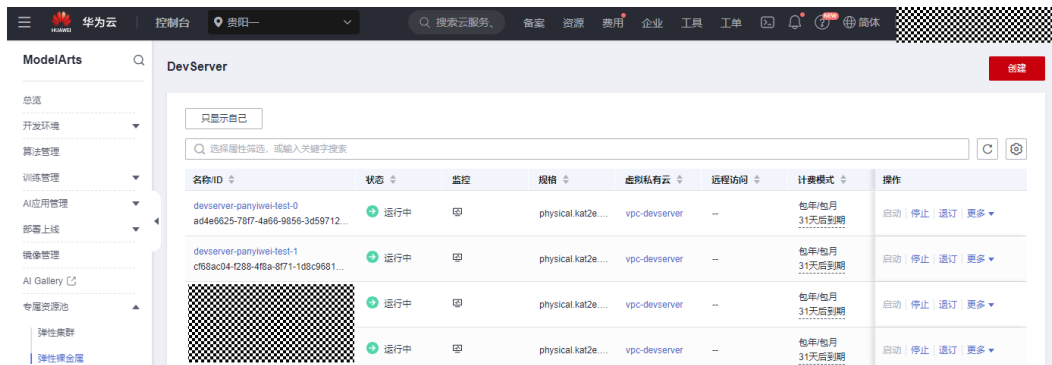 HUAWEI 华为云 控制台 贵阳一 搜索云服务、 备案 资源 费用 企业 工具 工单 NEW 简体
ModelArts
DevServer
创建
总览
开发环境
算法管理
训练管理
AI应用管理
部署上线
镜像管理
AI Gallery
专属资源池
弹性集群
弹性裸金属
只显示自己
选择属性筛选，或输入关键字搜索
名称/ID 状态 监控 规格 虚拟私有云 远程访问 计费模式 操作
devserver-panyiwei-test-0
ad4e6625-78f7-4a66-9856-3d59712...
运行中 physical.kat2e.... vpc-devserver -- 包年/包月
31天后到期
启动 停止 退订 更多
devserver-panyiwei-test-1
cf68ac04-f288-4f8a-8f71-1d8c9681...
运行中 physical.kat2e.... vpc-devserver -- 包年/包月
31天后到期
启动 停止 退订 更多
运行中 physical.kat2e.... vpc-devserver -- 包年/包月
31天后到期
启动 停止 退订 更多
运行中 physical.kat2e.... vpc-devserver -- 包年/包月
31天后到期
启动 停止 退订 更多